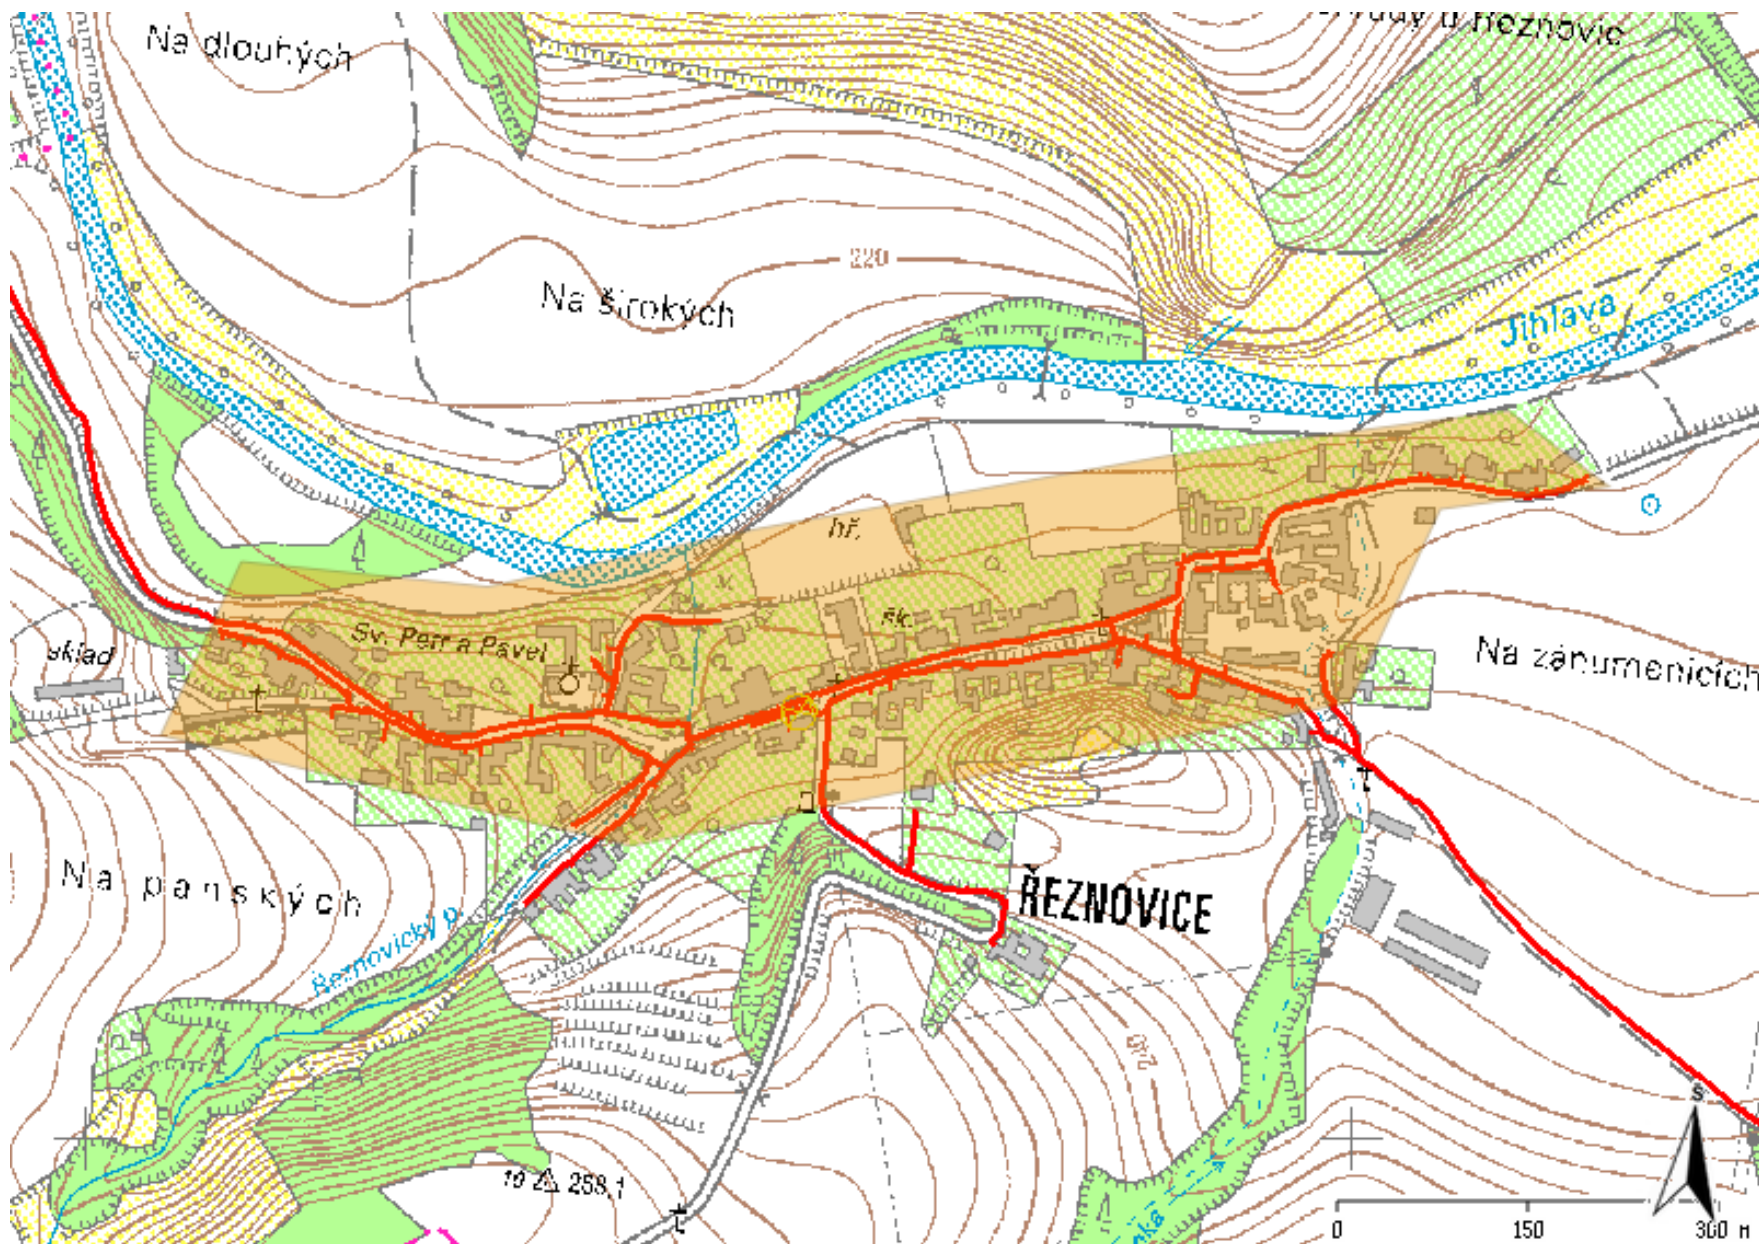 Na dlouhých
220
Na širokých
Jihlava
hř.
šk.
Sv. Petr a Pavel
sklad
Na zánumenicích
ŘEZNOVICE
Na panských
Řeznovický p.
240
258,1
S
0 150 300 m